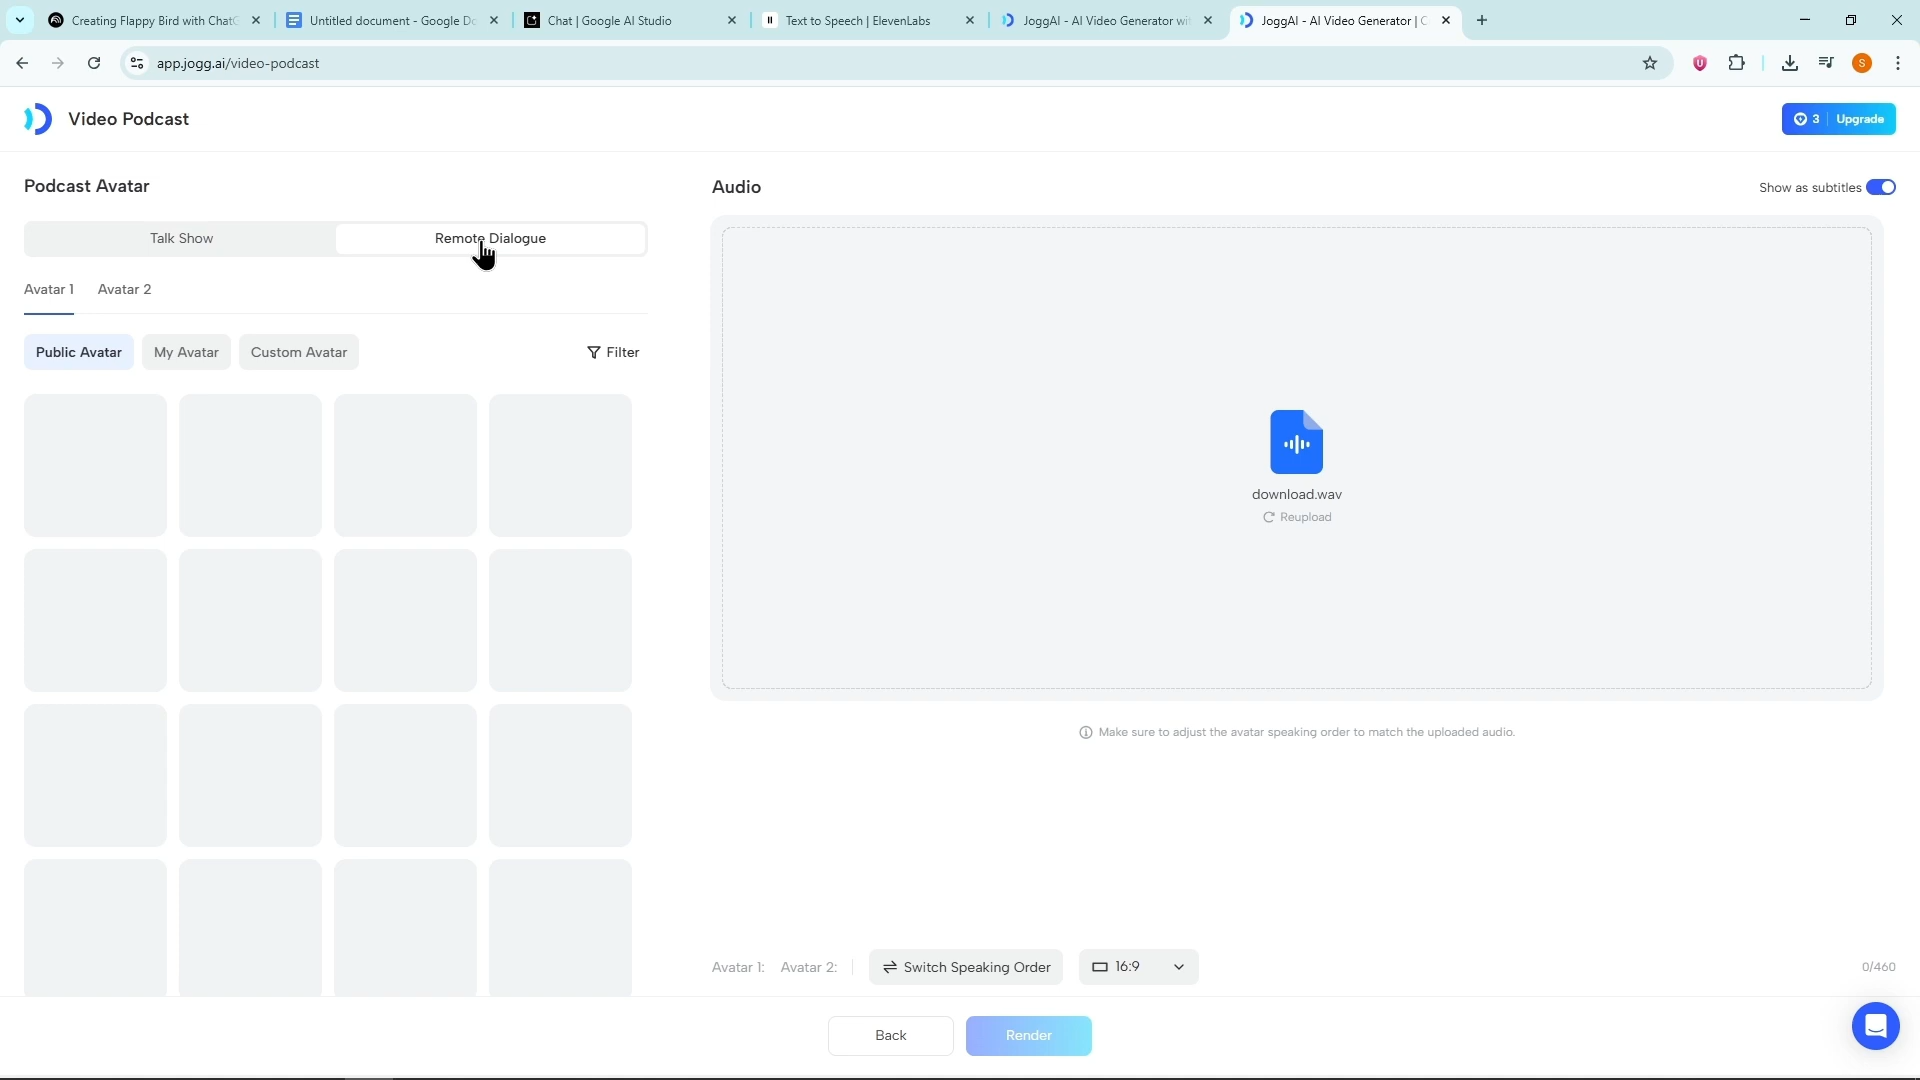 Creating Flappy Bird with ChatG
Untitled document - Google Do
Chat | Google AI Studio
Text to Speech | ElevenLabs
JoggAI - AI Video Generator wi
JoggAI - AI Video Generator | C
app.jogg.ai/video-podcast
S
Video Podcast
3 Upgrade
Podcast Avatar
Talk Show
Remote Dialogue
Avatar 1
Avatar 2
Public Avatar
My Avatar
Custom Avatar
Filter
Audio
Show as subtitles
download.wav
Reupload
Make sure to adjust the avatar speaking order to match the uploaded audio.
Avatar 1: Avatar 2:
Switch Speaking Order
16:9
0/460
Back
Render